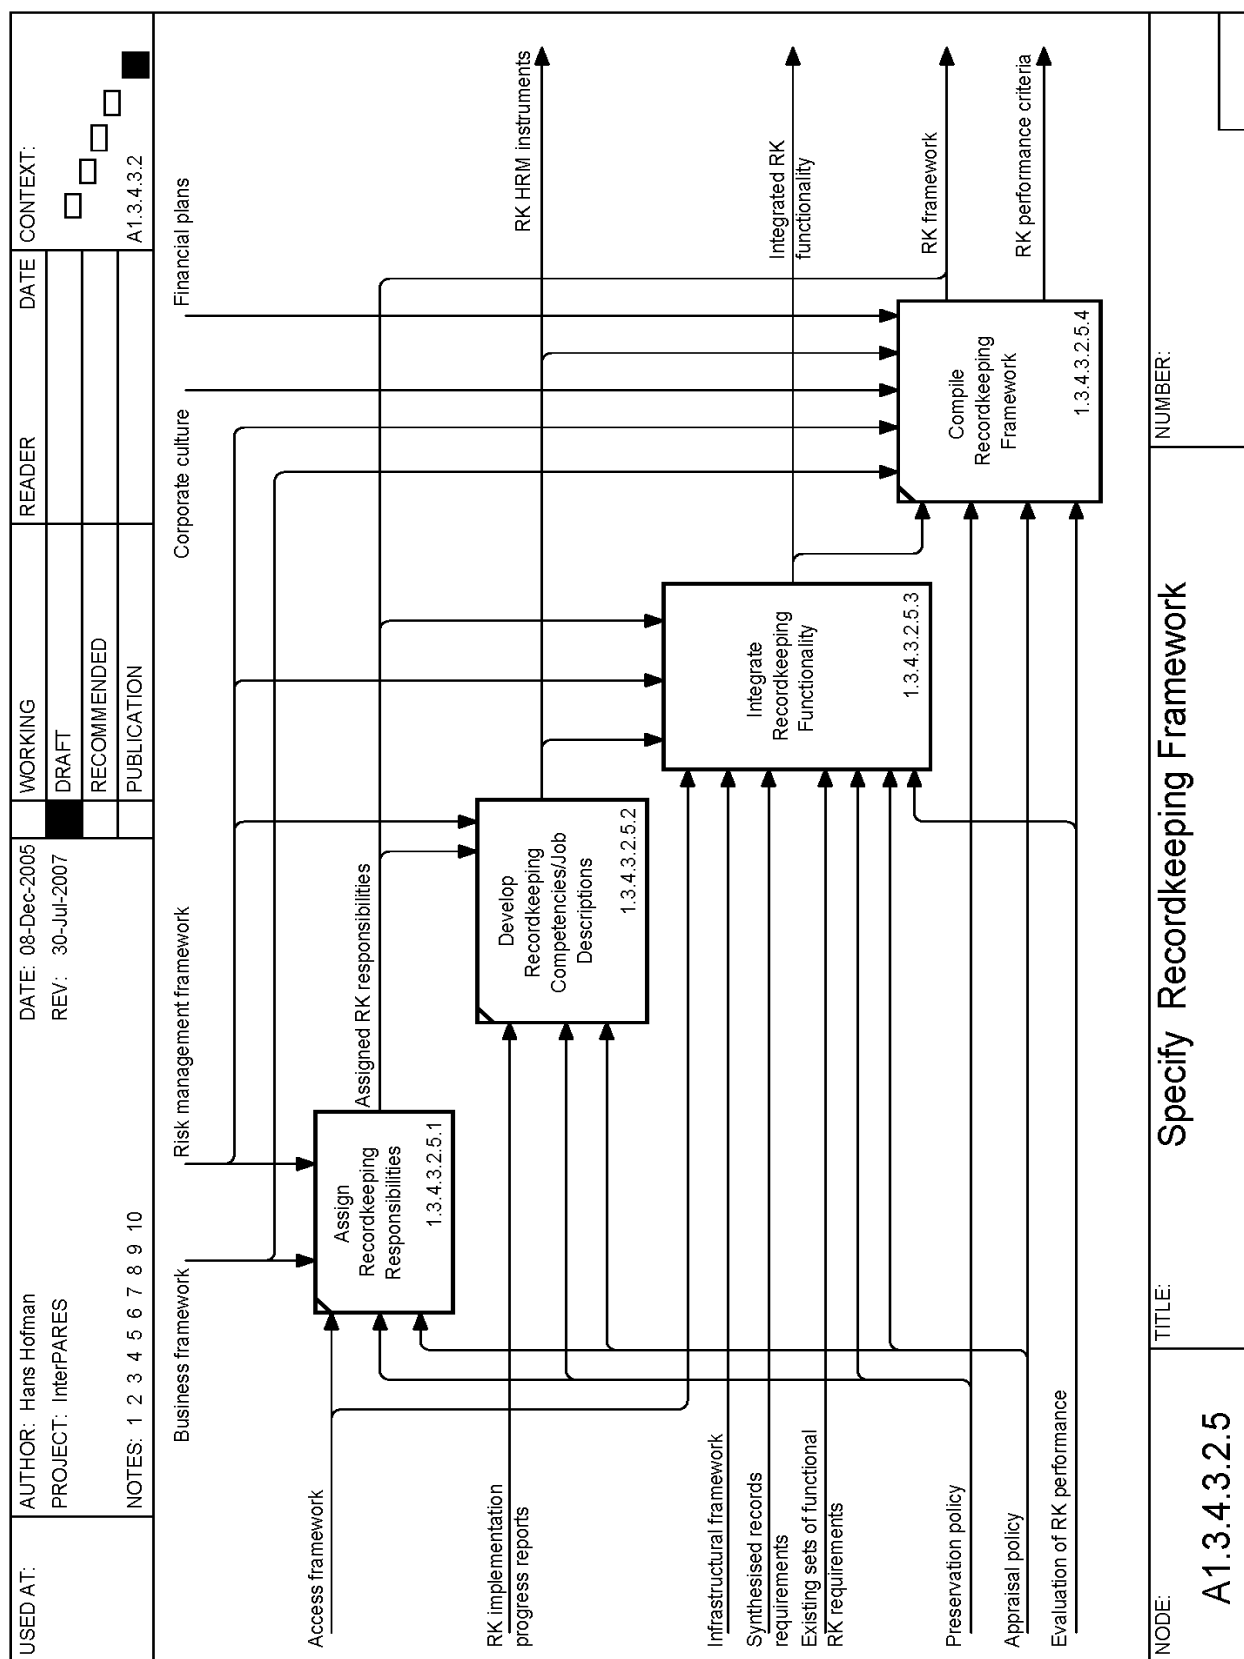 USED AT:
AUTHOR: Hans Hofman
PROJECT: InterPARES
NOTES: 1 2 3 4 5 6 7 8 9 10
DATE: 08-Dec-2005
REV: 30-Jul-2007
WORKING
DRAFT
RECOMMENDED
PUBLICATION
READER
DATE
CONTEXT:
A1.3.4.3.2
Business framework
Risk management framework
Corporate culture
Financial plans
Access framework
RK implementation
progress reports
Infrastructural framework
Synthesised records
requirements
Existing sets of functional
RK requirements
Preservation policy
Appraisal policy
Evaluation of RK performance
Assign
Recordkeeping
Responsibilities
1.3.4.3.2.5.1
Assigned RK responsibilities
Develop
Recordkeeping
Competencies/Job
Descriptions
1.3.4.3.2.5.2
Integrate
Recordkeeping
Functionality
1.3.4.3.2.5.3
Compile
Recordkeeping
Framework
1.3.4.3.2.5.4
RK HRM instruments
Integrated RK
functionality
RK framework
RK performance criteria
NODE:
A1.3.4.3.2.5
TITLE:
Specify Recordkeeping Framework
NUMBER: